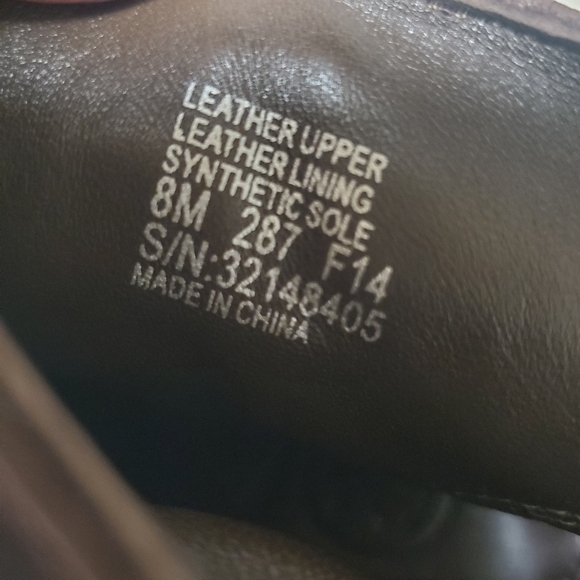 LEATHER UPPER
LEATHER LINING
SYNTHETIC SOLE
8M 287 F14
S/N:32148405
MADE IN CHINA